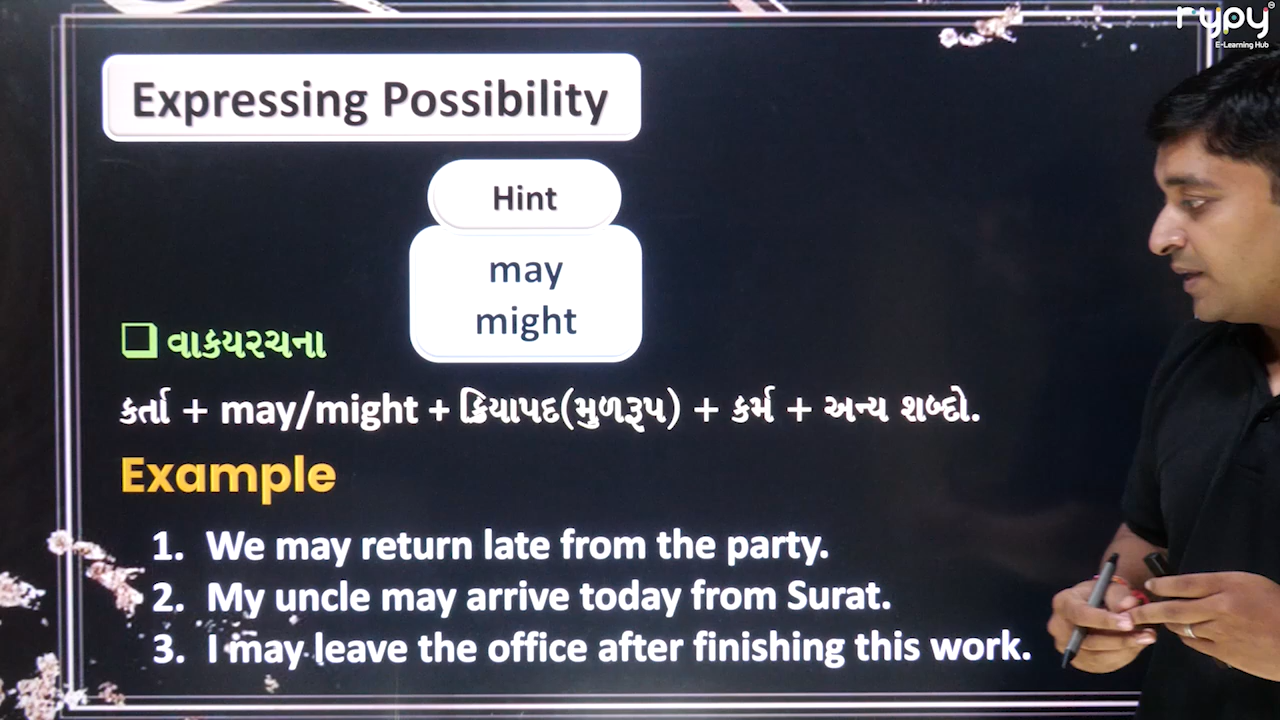 rypy
E-Learning Hub
Expressing Possibility
Hint
may
might
❑ વાકયરચના
કર્તા + may/might + ક્રિયાપદ(મુળરૂપ) + કર્મ + અન્ય શબ્દો.
Example
1. We may return late from the party.
2. My uncle may arrive today from Surat.
3. I may leave the office after finishing this work.